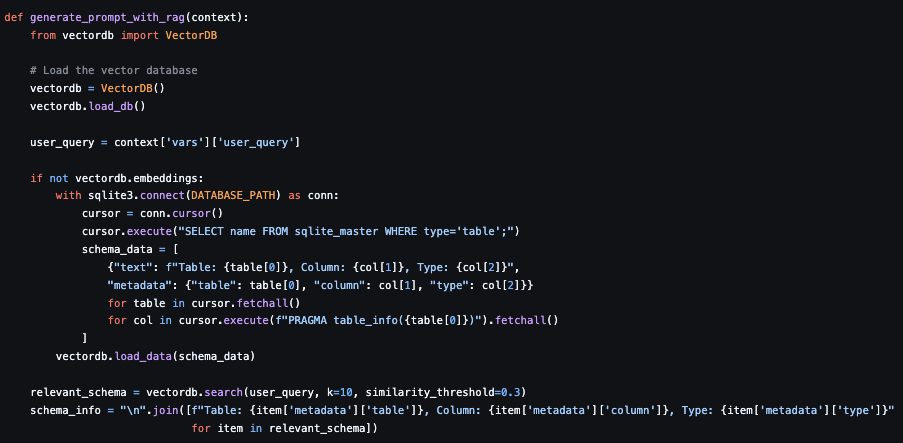 def generate_prompt_with_rag(context):
    from vectordb import VectorDB

    # Load the vector database
    vectordb = VectorDB()
    vectordb.load_db()

    user_query = context['vars']['user_query']

    if not vectordb.embeddings:
        with sqlite3.connect(DATABASE_PATH) as conn:
            cursor = conn.cursor()
            cursor.execute("SELECT name FROM sqlite_master WHERE type='table';")
            schema_data = [
                {"text": f"Table: {table[0]}, Column: {col[1]}, Type: {col[2]}",
                "metadata": {"table": table[0], "column": col[1], "type": col[2]}}
                for table in cursor.fetchall()
                for col in cursor.execute(f"PRAGMA table_info({table[0]})").fetchall()
            ]
        vectordb.load_data(schema_data)

    relevant_schema = vectordb.search(user_query, k=10, similarity_threshold=0.3)
    schema_info = "\n".join([f"Table: {item['metadata']['table']}, Column: {item['metadata']['column']}, Type: {item['metadata']['type']}"
                             for item in relevant_schema])